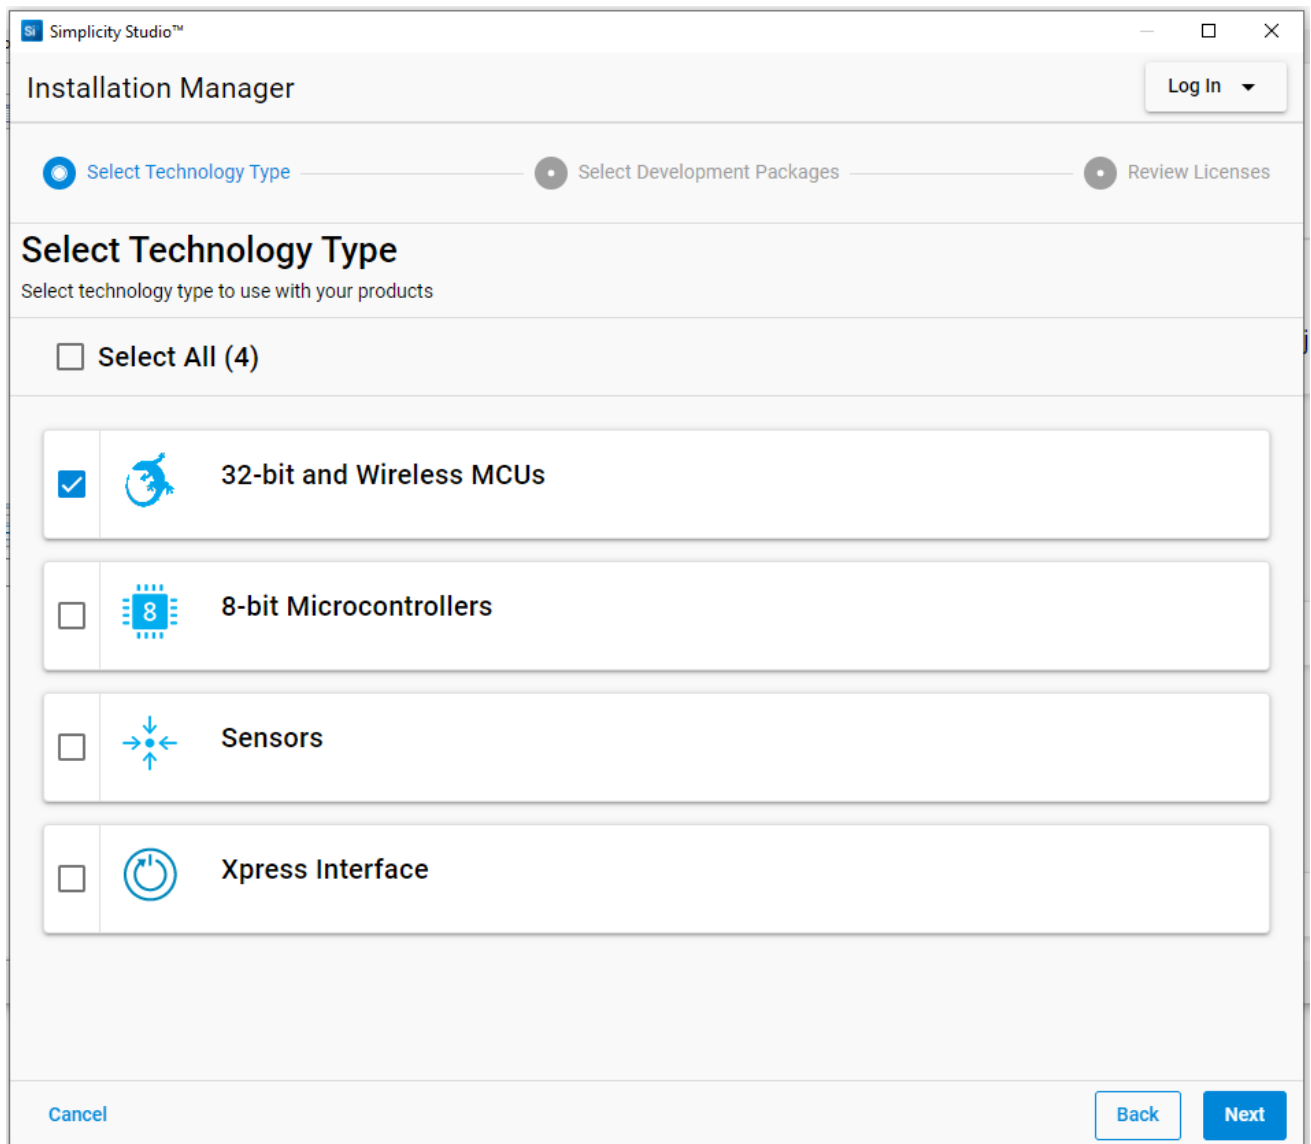 Si Simplicity Studio™
Installation Manager
Log In
Select Technology Type
Select Development Packages
Review Licenses
Select Technology Type
Select technology type to use with your products
Select All (4)
32-bit and Wireless MCUs
8
8-bit Microcontrollers
Sensors
Xpress Interface
Cancel
Back
Next